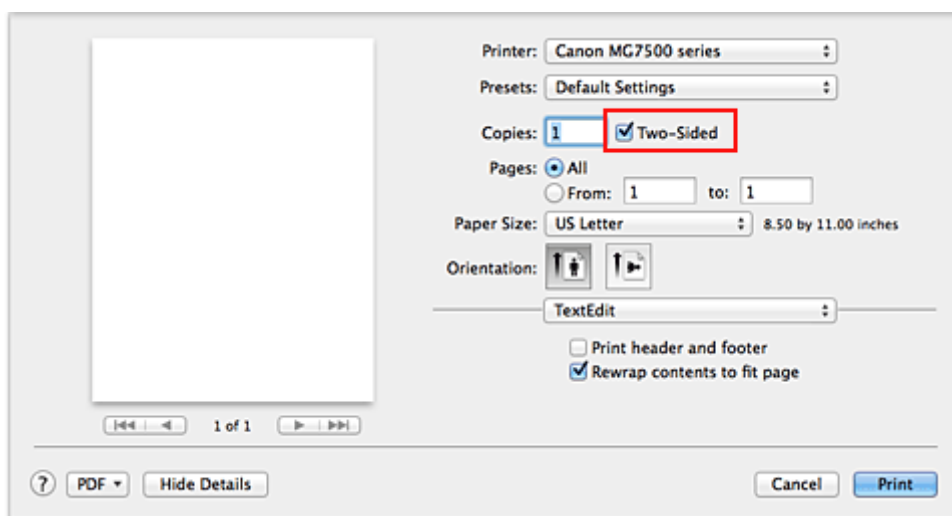 Printer: Canon MG7500 series
Presets: Default Settings
Copies: 1 Two-Sided
Pages: All
From: 1 to: 1
Paper Size: US Letter 8.50 by 11.00 inches
Orientation:
TextEdit
Print header and footer
Rewrap contents to fit page
1 of 1
? PDF Hide Details Cancel Print